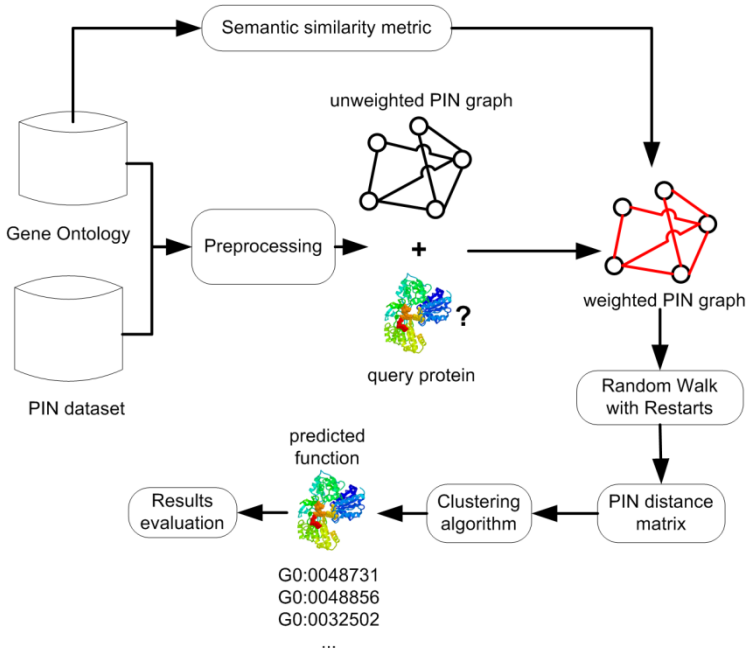 Semantic similarity metric
unweighted PIN graph
Gene Ontology
Preprocessing
+
?
query protein
weighted PIN graph
PIN dataset
Random Walk
with Restarts
PIN distance
matrix
Clustering
algorithm
predicted
function
G0:0048731
G0:0048856
G0:0032502
...
Results
evaluation